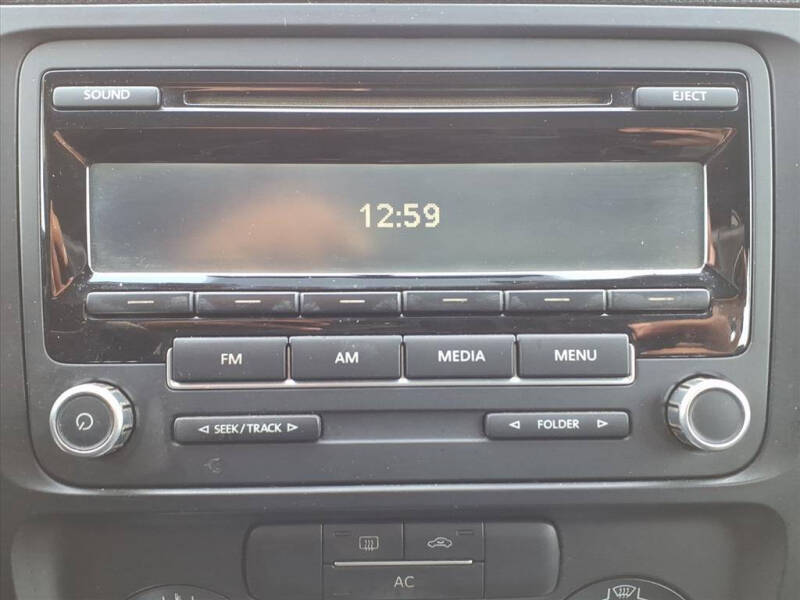 SOUND EJECT
12:59
FM AM MEDIA MENU
SEEK/TRACK FOLDER
AC